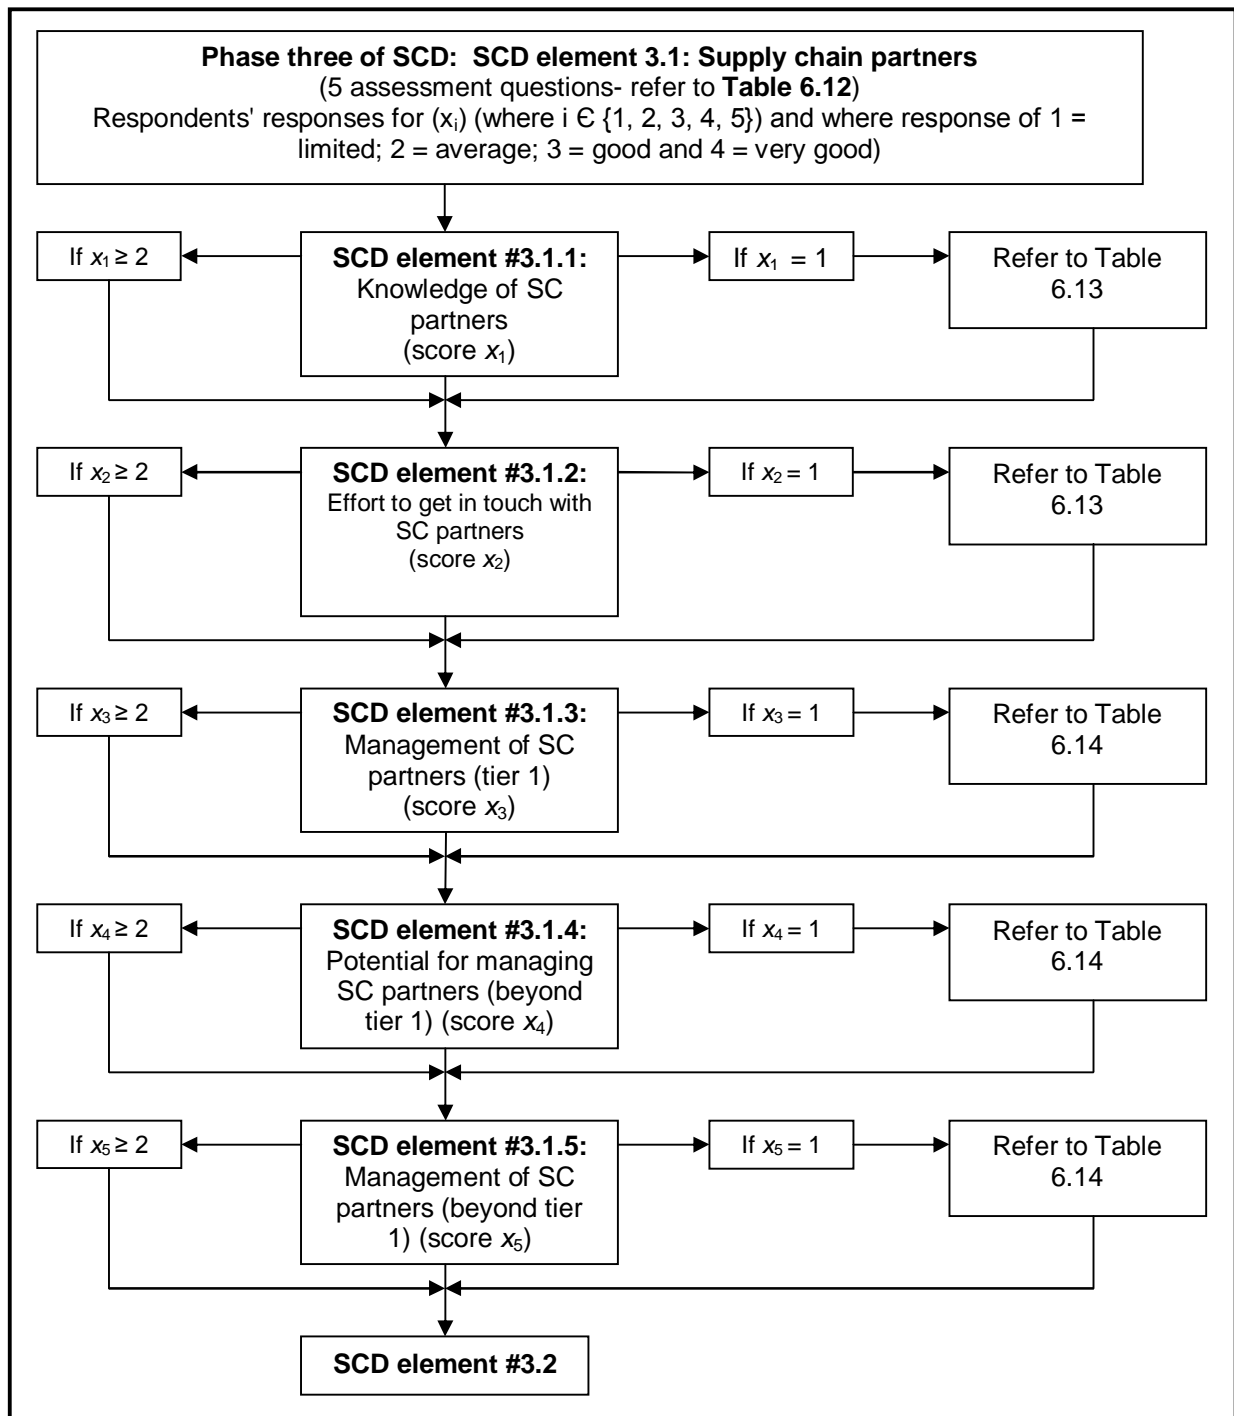 Phase three of SCD: SCD element 3.1: Supply chain partners
(5 assessment questions- refer to Table 6.12)
Respondents' responses for (xᵢ) (where i Є {1, 2, 3, 4, 5}) and where response of 1 =
limited; 2 = average; 3 = good and 4 = very good)
If x₁ ≥ 2
SCD element #3.1.1:
Knowledge of SC
partners
(score x₁)
If x₁ = 1
Refer to Table
6.13
If x₂ ≥ 2
SCD element #3.1.2:
Effort to get in touch with
SC partners
(score x₂)
If x₂ = 1
Refer to Table
6.13
If x₃ ≥ 2
SCD element #3.1.3:
Management of SC
partners (tier 1)
(score x₃)
If x₃ = 1
Refer to Table
6.14
If x₄ ≥ 2
SCD element #3.1.4:
Potential for managing
SC partners (beyond
tier 1) (score x₄)
If x₄ = 1
Refer to Table
6.14
If x₅ ≥ 2
SCD element #3.1.5:
Management of SC
partners (beyond tier
1) (score x₅)
If x₅ = 1
Refer to Table
6.14
SCD element #3.2